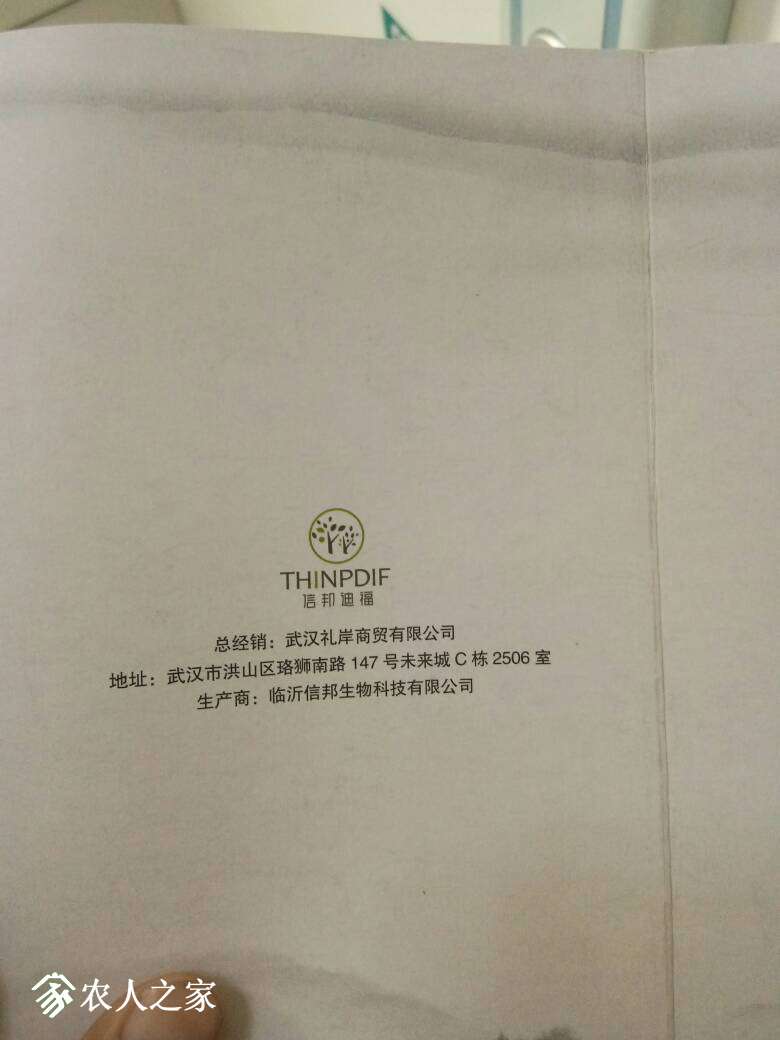 THINPDIF
信邦迪福
总经销：武汉礼岸商贸有限公司
地址：武汉市洪山区珞狮南路 147 号未来城 C 栋 2506 室
生产商：临沂信邦生物科技有限公司
农人之家